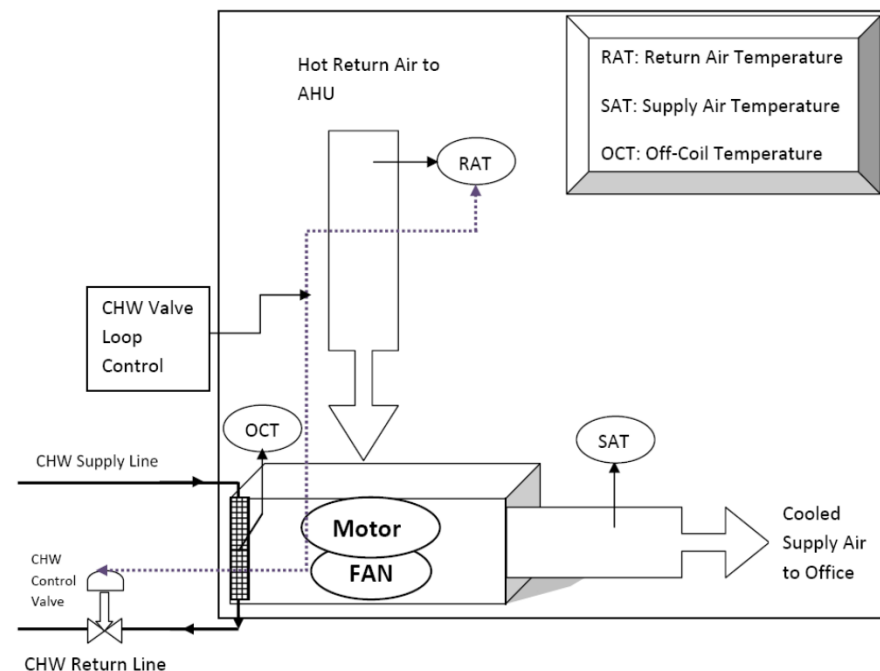 Hot Return Air to
AHU
RAT: Return Air Temperature
SAT: Supply Air Temperature
OCT: Off-Coil Temperature
RAT
CHW Valve
Loop
Control
OCT
SAT
CHW Supply Line
Motor
FAN
Cooled
Supply Air
to Office
CHW
Control
Valve
CHW Return Line